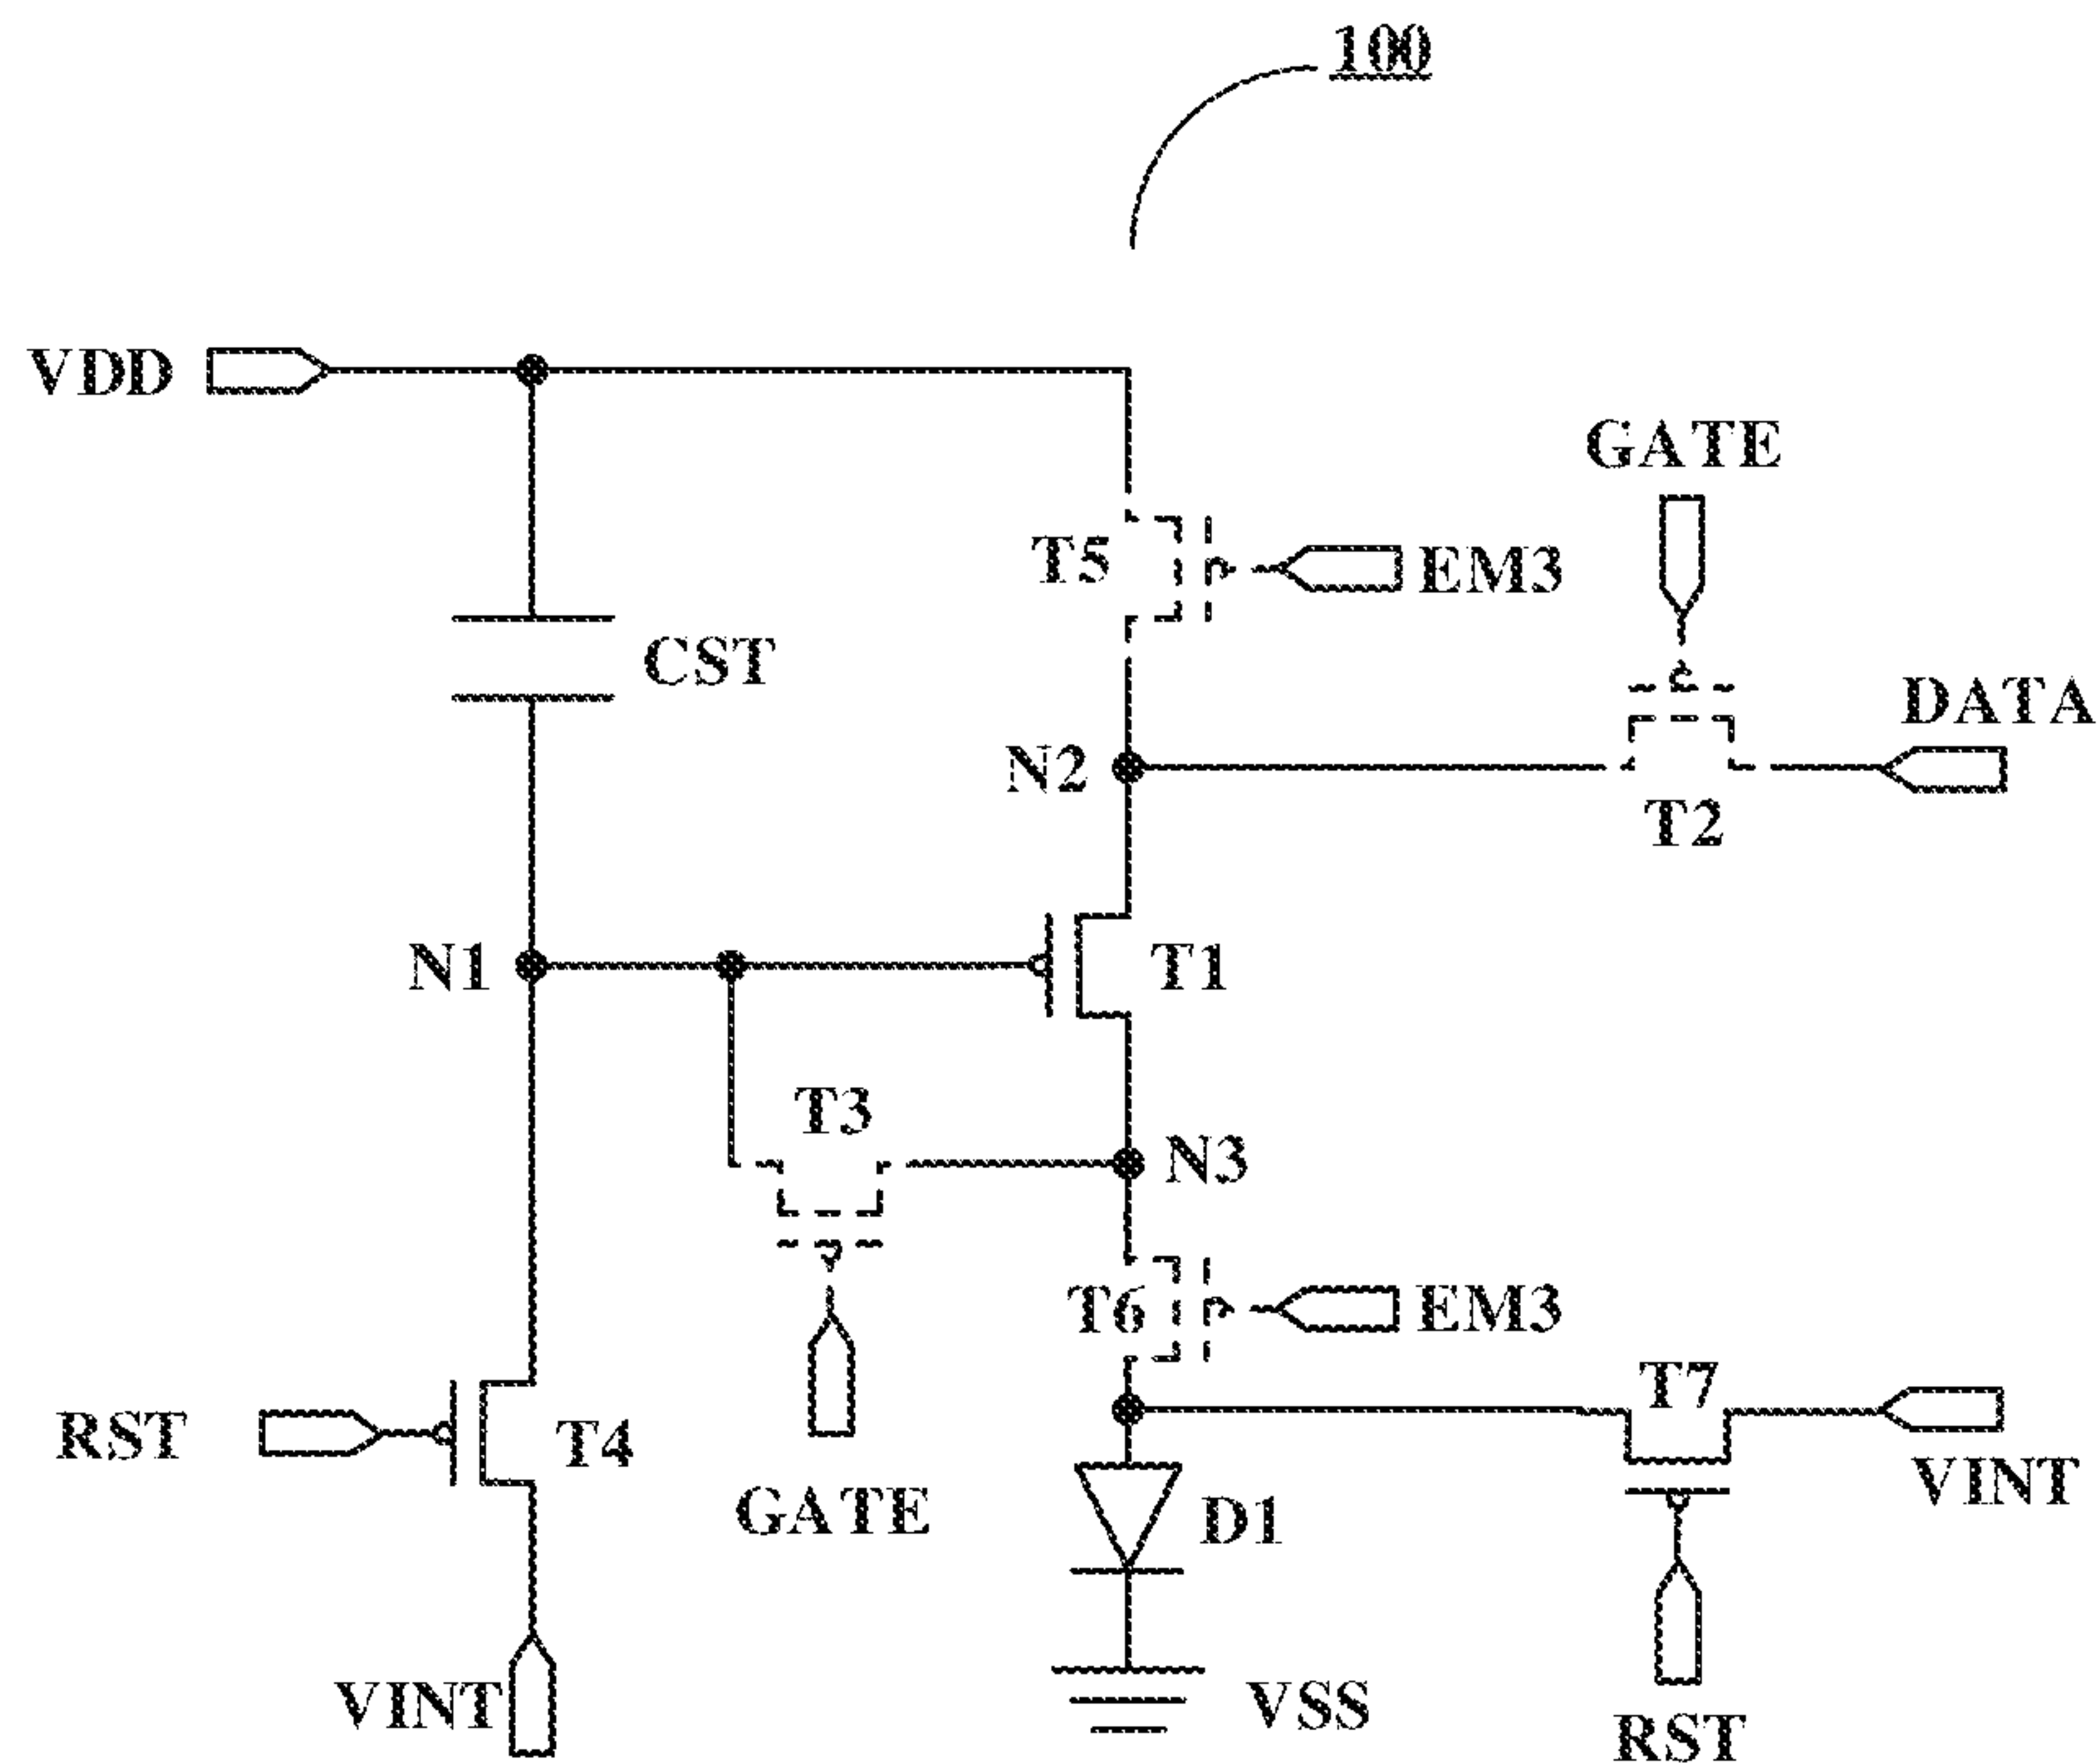 100
VDD
GATE
T5
EM3
CST
DATA
N2
T2
N1
T1
T3
N3
T6
EM3
T7
RST
T4
VINT
GATE
D1
VINT
VSS
RST